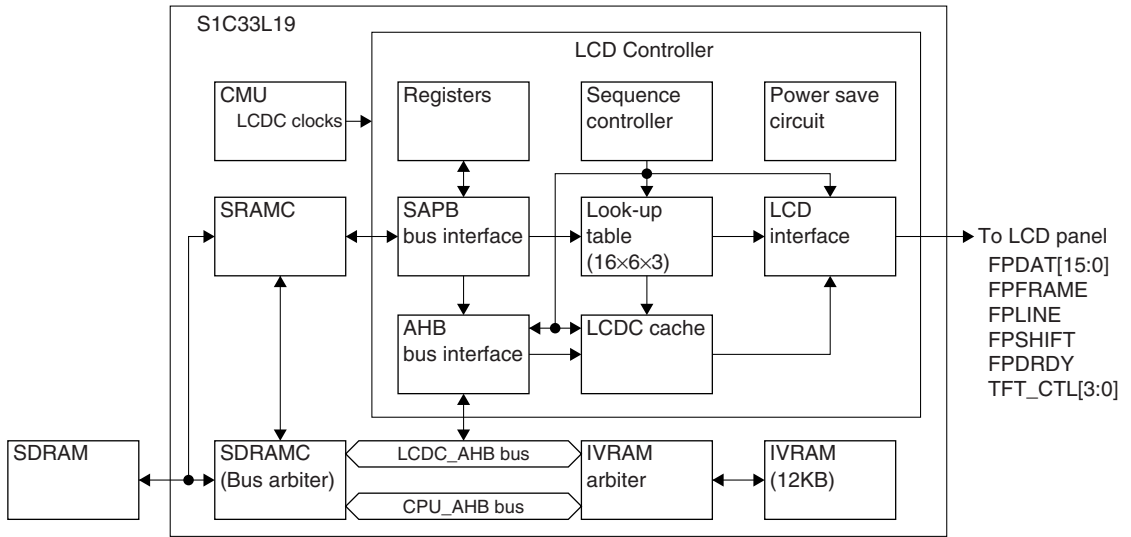 S1C33L19
LCD Controller
CMU
LCDC clocks
Registers
Sequence
controller
Power save
circuit
SRAMC
SAPB
bus interface
Look-up
table
(16×6×3)
LCD
interface
To LCD panel
FPDAT[15:0]
FPFRAME
FPLINE
FPSHIFT
FPDRDY
TFT_CTL[3:0]
AHB
bus interface
LCDC cache
SDRAM
SDRAMC
(Bus arbiter)
LCDC_AHB bus
CPU_AHB bus
IVRAM
arbiter
IVRAM
(12KB)